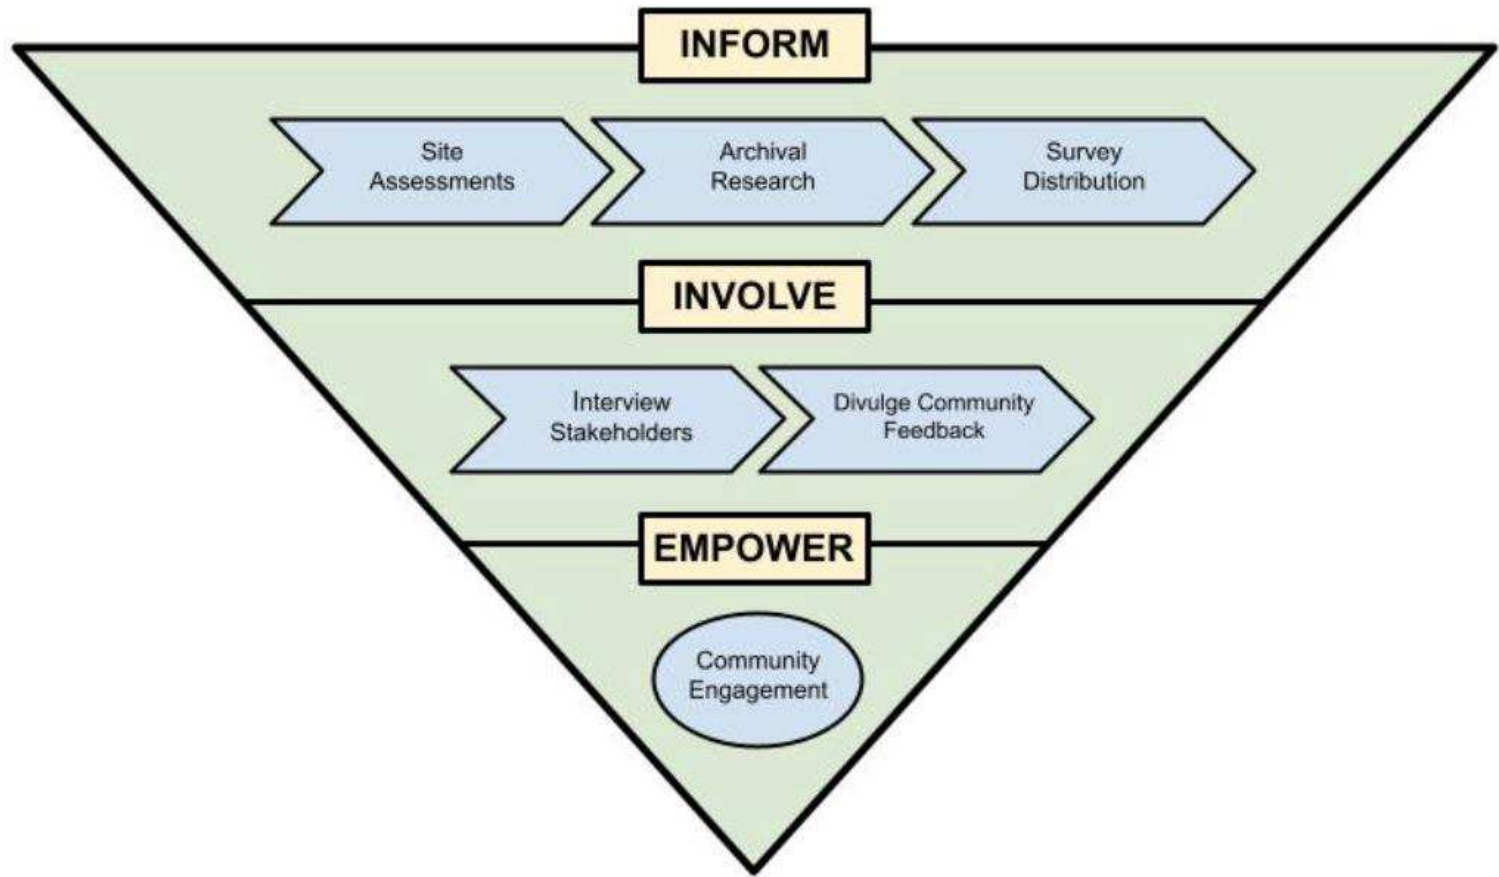 INFORM
Site
Assessments
Archival
Research
Survey
Distribution
INVOLVE
Interview
Stakeholders
Divulge Community
Feedback
EMPOWER
Community
Engagement